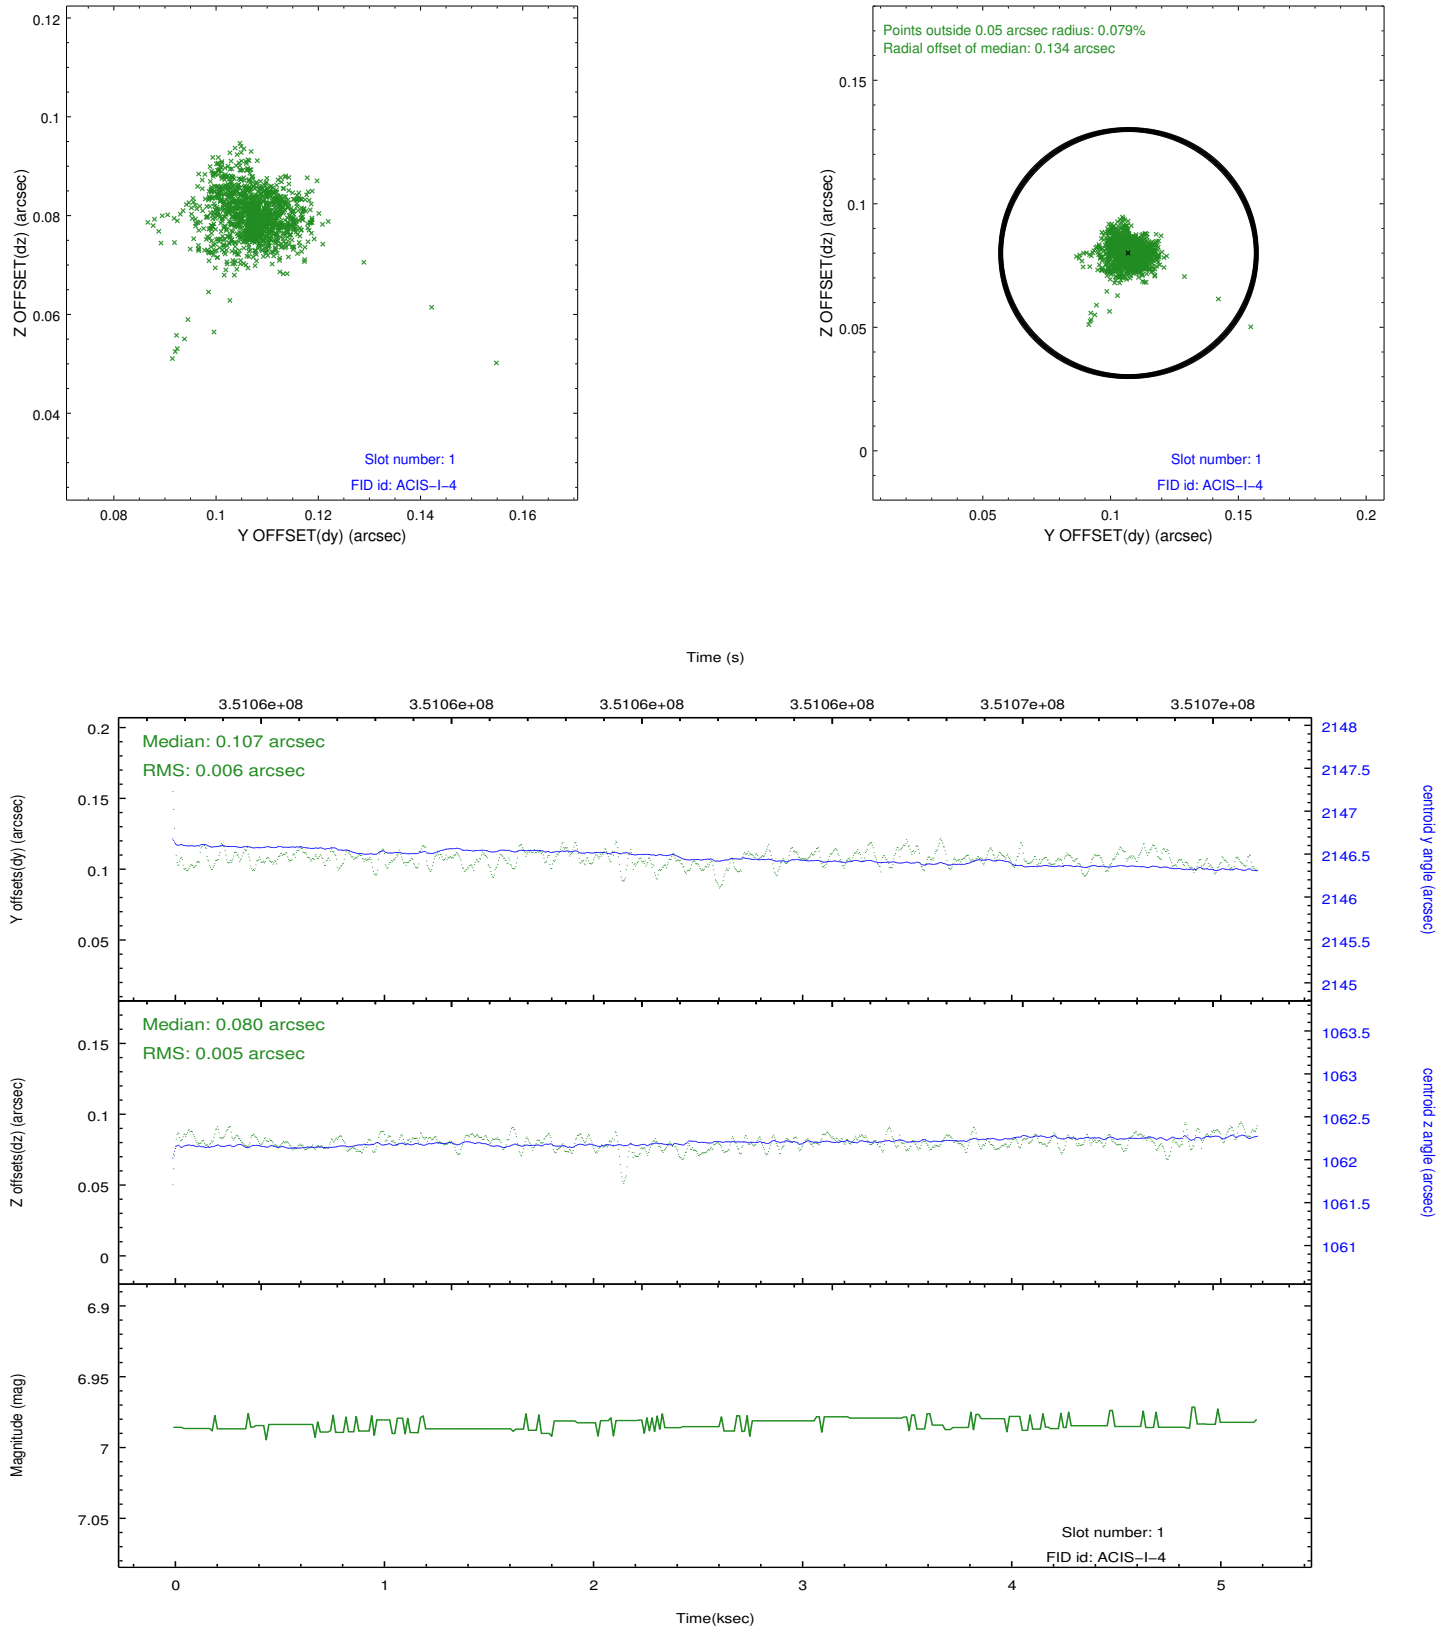 0.12
0.1
0.08
0.06
0.04
Z OFFSET(dz) (arcsec)
Slot number: 1
FID id: ACIS-I-4
0.08 0.1 0.12 0.14 0.16
Y OFFSET(dy) (arcsec)
Points outside 0.05 arcsec radius: 0.079%
Radial offset of median: 0.134 arcsec
0.15
0.1
0.05
0
Z OFFSET(dz) (arcsec)
Slot number: 1
FID id: ACIS-I-4
0.05 0.1 0.15 0.2
Y OFFSET(dy) (arcsec)
Time (s)
3.5106e+08 3.5106e+08 3.5106e+08 3.5106e+08 3.5107e+08 3.5107e+08
Median: 0.107 arcsec
RMS: 0.006 arcsec
0.2
0.15
0.1
0.05
Y offsets(dy) (arcsec)
2148
2147.5
2147
2146.5
2146
2145.5
2145
centroid y angle (arcsec)
Median: 0.080 arcsec
RMS: 0.005 arcsec
0.15
0.1
0.05
0
Z offsets(dz) (arcsec)
1063.5
1063
1062.5
1062
1061.5
1061
centroid z angle (arcsec)
6.9
6.95
7
7.05
Magnitude (mag)
Slot number: 1
FID id: ACIS-I-4
0 1 2 3 4 5
Time(ksec)